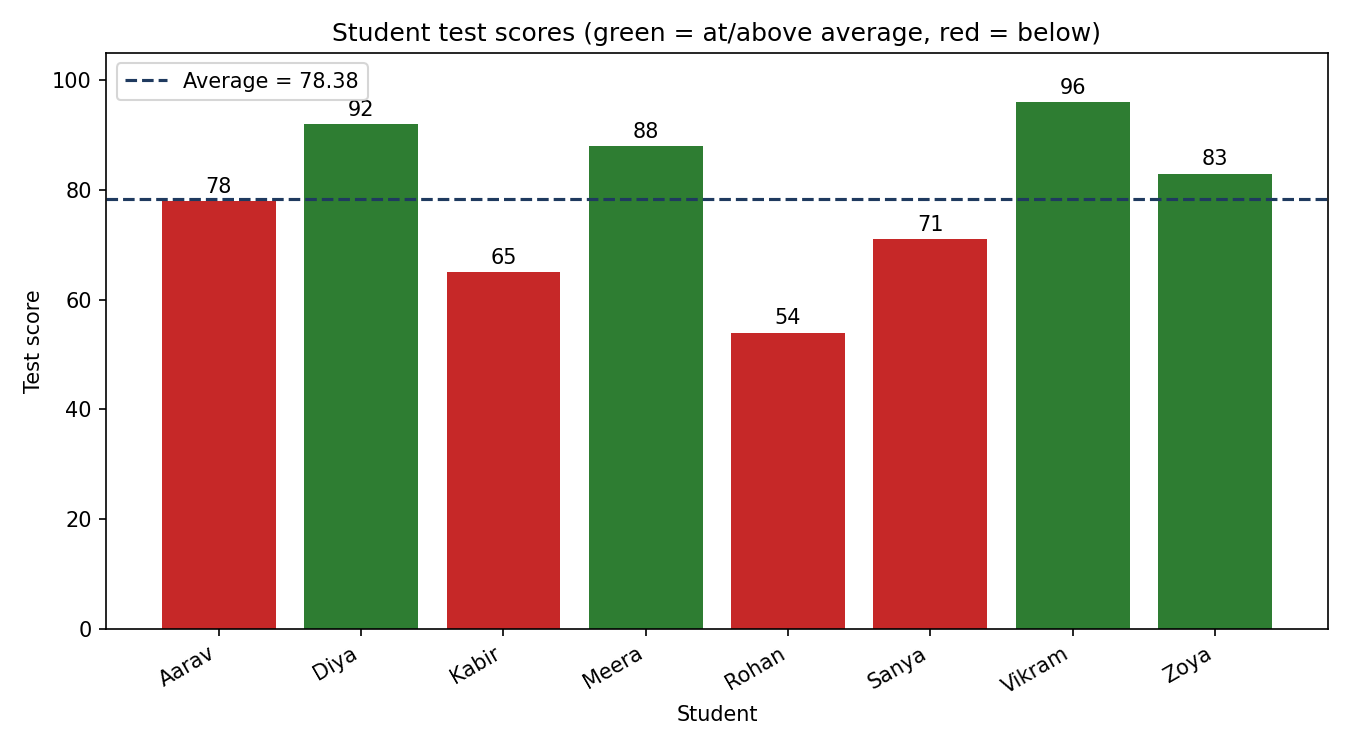 Student test scores (green = at/above average, red = below)
Average = 78.38
100
80
60
40
20
0
Test score
78
92
65
88
54
71
96
83
Aarav
Diya
Kabir
Meera
Rohan
Sanya
Vikram
Zoya
Student